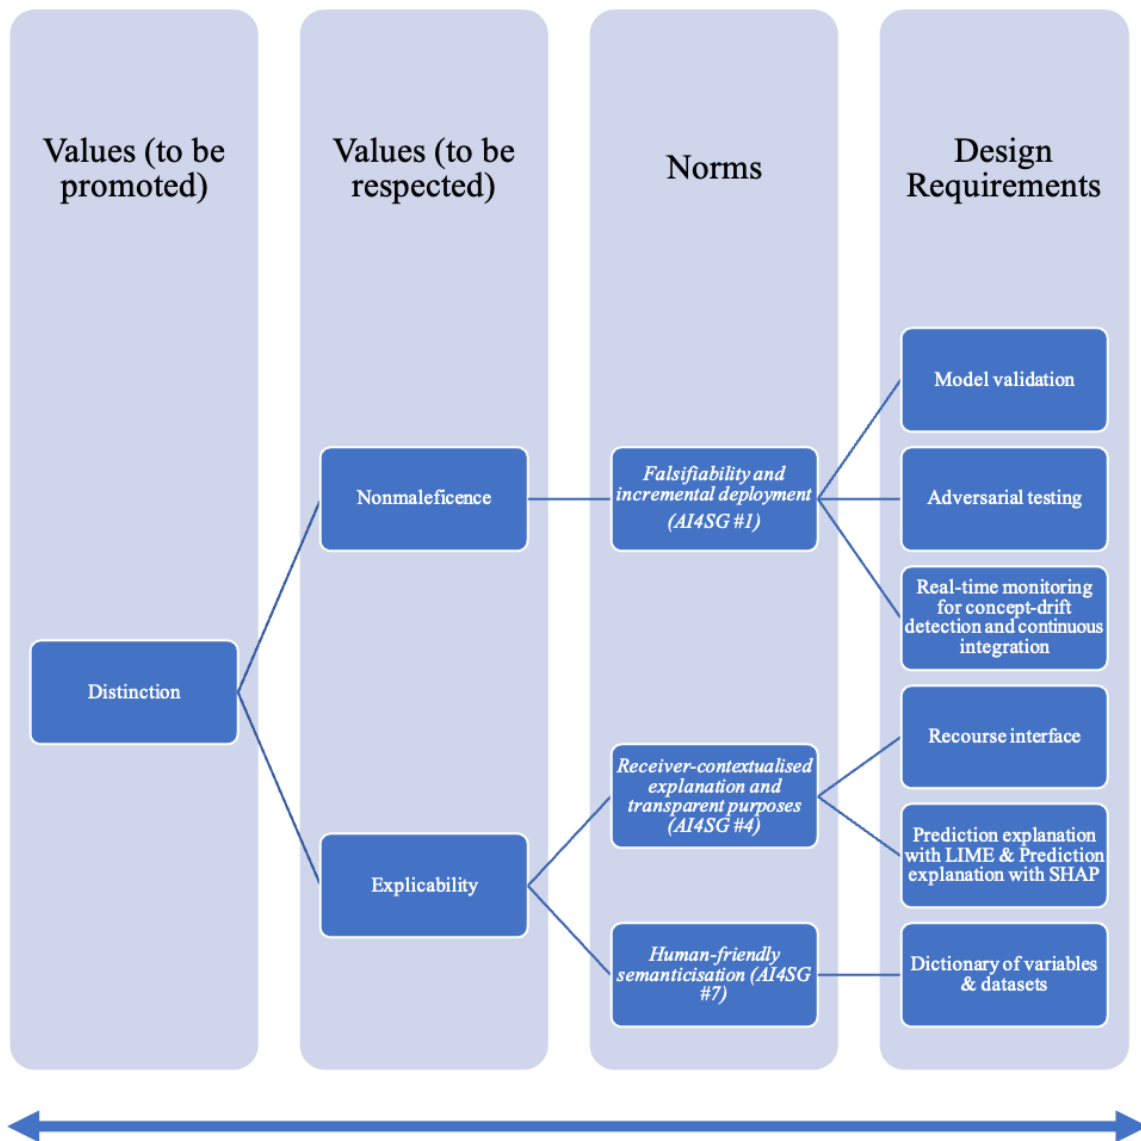 Values (to be
promoted)
Values (to be
respected)
Norms
Design
Requirements
Distinction
Nonmaleficence
Explicability
Falsifiability and
incremental deployment
(AI4SG #1)
Receiver-contextualised
explanation and
transparent purposes
(AI4SG #4)
Human-friendly
semanticisation (AI4SG
#7)
Model validation
Adversarial testing
Real-time monitoring
for concept-drift
detection and continuous
integration
Recourse interface
Prediction explanation
with LIME & Prediction
explanation with SHAP
Dictionary of variables
& datasets